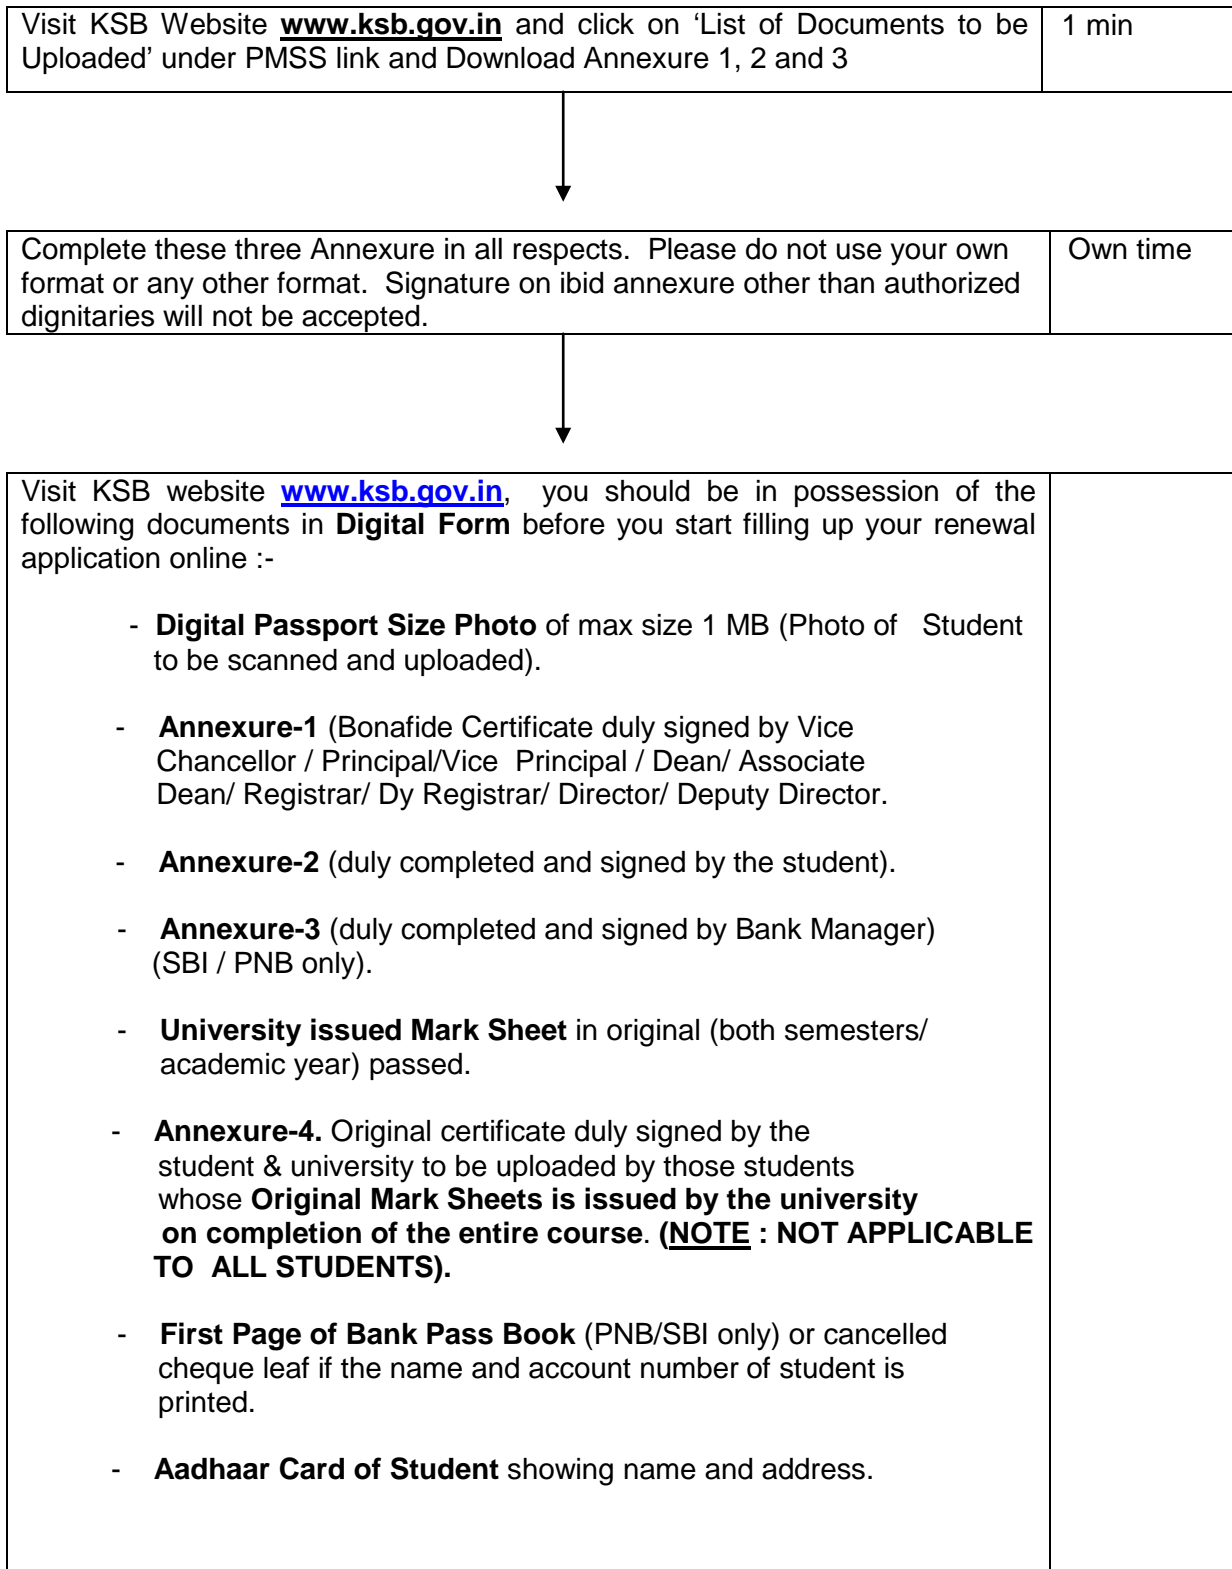 Visit KSB Website www.ksb.gov.in and click on ‘List of Documents to be
Uploaded’ under PMSS link and Download Annexure 1, 2 and 3
1 min
Complete these three Annexure in all respects. Please do not use your own
format or any other format. Signature on ibid annexure other than authorized
dignitaries will not be accepted.
Own time
Visit KSB website www.ksb.gov.in, you should be in possession of the
following documents in Digital Form before you start filling up your renewal
application online :-
- Digital Passport Size Photo of max size 1 MB (Photo of Student
to be scanned and uploaded).
- Annexure-1 (Bonafide Certificate duly signed by Vice
Chancellor / Principal/Vice Principal / Dean/ Associate
Dean/ Registrar/ Dy Registrar/ Director/ Deputy Director.
- Annexure-2 (duly completed and signed by the student).
- Annexure-3 (duly completed and signed by Bank Manager)
(SBI / PNB only).
- University issued Mark Sheet in original (both semesters/
academic year) passed.
- Annexure-4. Original certificate duly signed by the
student & university to be uploaded by those students
whose Original Mark Sheets is issued by the university
on completion of the entire course. (NOTE : NOT APPLICABLE
TO ALL STUDENTS).
- First Page of Bank Pass Book (PNB/SBI only) or cancelled
cheque leaf if the name and account number of student is
printed.
- Aadhaar Card of Student showing name and address.